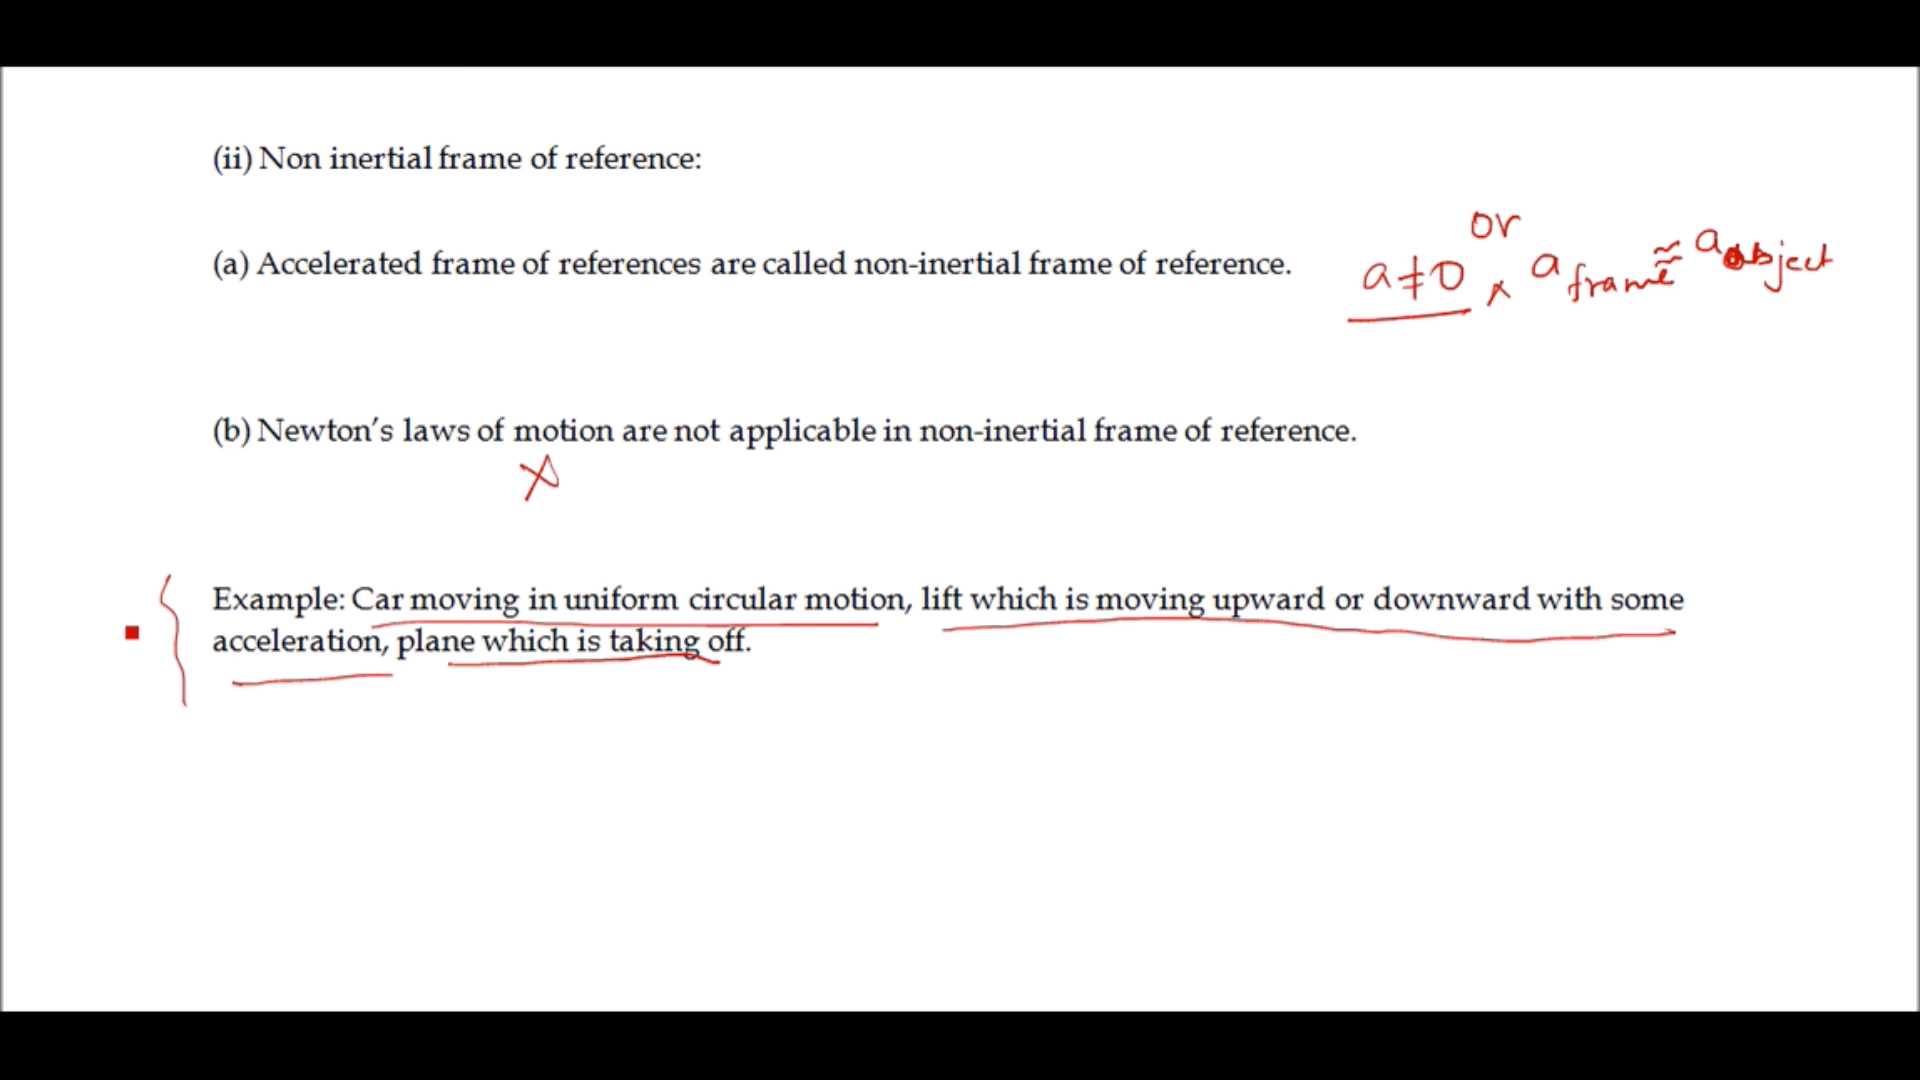 (ii) Non inertial frame of reference:
or
(a) Accelerated frame of references are called non-inertial frame of reference. a≠0 a frame ≈ a object
(b) Newton's laws of motion are not applicable in non-inertial frame of reference.
Example: Car moving in uniform circular motion, lift which is moving upward or downward with some
acceleration, plane which is taking off.